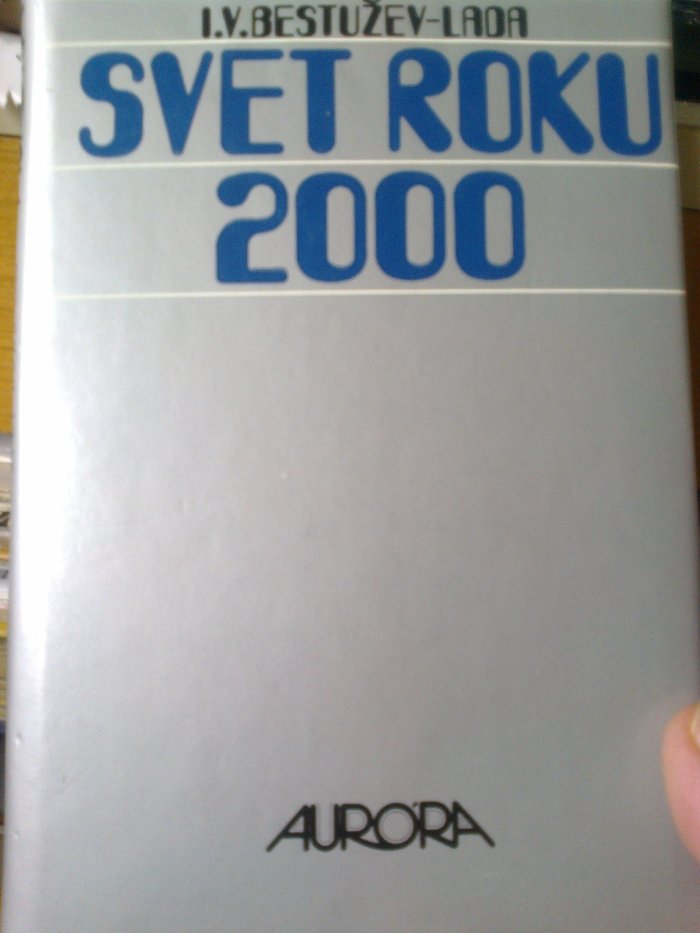 I.V.BESTUŽEV-LADA
SVET ROKU
2000
AURÓRA